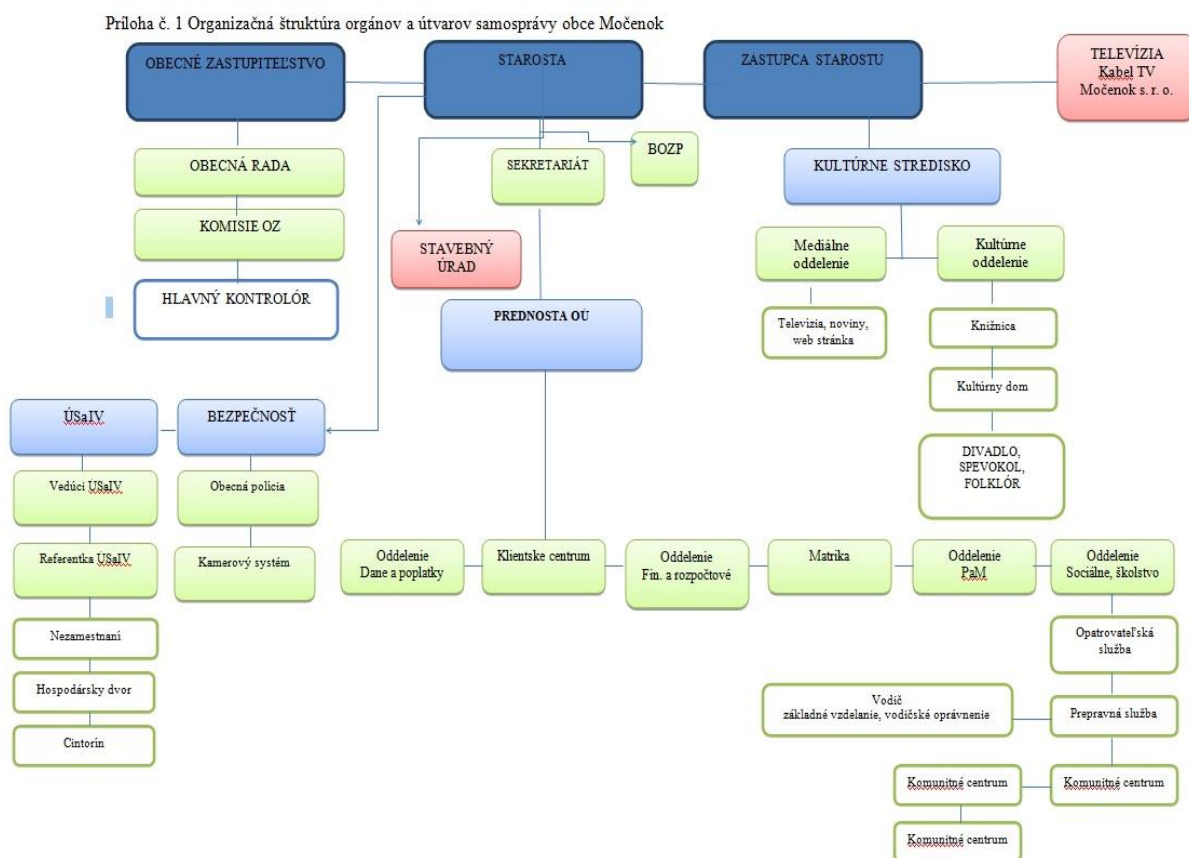 Príloha č. 1 Organizačná štruktúra orgánov a útvarov samosprávy obce Močenok
OBECNÉ ZASTUPITEĽSTVO
STAROSTA
ZÁSTUPCA STAROSTU
TELEVÍZIA
Kabel TV
Močenok s. r. o.
OBECNÁ RADA
SEKRETARIÁT
BOZP
KULTÚRNE STREDISKO
KOMISIE OZ
STAVEBNÝ
ÚRAD
Mediálne
oddelenie
Kultúrne
oddelenie
HLAVNÝ KONTROLÓR
PREDNOSTA OÚ
Televízia, noviny,
web stránka
Knižnica
Kultúrny dom
ÚSaIV
BEZPEČNOSŤ
DIVADLO,
SPEVOKOL,
FOLKLÓR
Vedúci ÚSaIV
Obecná polícia
Referentka ÚSaIV
Kamerový systém
Oddelenie
Dane a poplatky
Klientske centrum
Oddelenie
Fin. a rozpočtové
Matrika
Oddelenie
PaM
Oddelenie
Sociálne, školstvo
Nezamestnaní
Opatrovateľská
služba
Hospodársky dvor
Vodič
základné vzdelanie, vodičské oprávnenie
Prepravná služba
Cintorín
Komunitné centrum
Komunitné centrum
Komunitné centrum